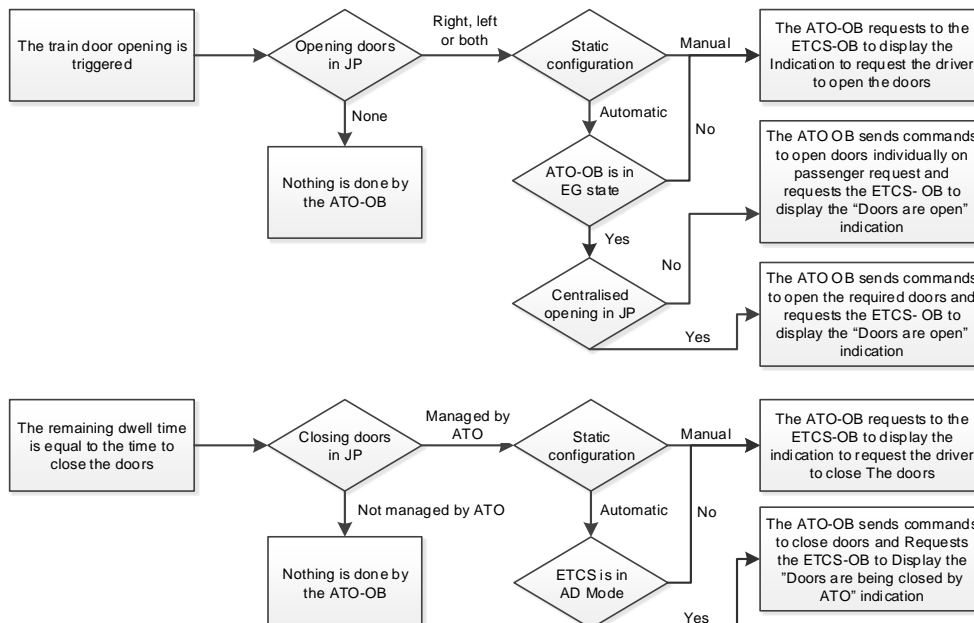 The train door opening is
triggered
Opening doors
in JP
Right, left
or both
None
Nothing is done by
the ATO-OB
Static
configuration
Manual
Automatic
No
ATO-OB is in
EG state
Yes
Centralised
opening in JP
No
Yes
The ATO-OB requests to the
ETCS-OB to display the
Indication to request the driver
to open the doors
The ATO OB sends commands
to open doors individually on
passenger request and
requests the ETCS- OB to
display the “Doors are open”
indication
The ATO OB sends commands
to open the required doors and
requests the ETCS- OB to
display the “Doors are open”
indication
The remaining dwell time
is equal to the time to
close the doors
Closing doors
in JP
Managed by
ATO
Not managed by ATO
Nothing is done by
the ATO-OB
Static
configuration
Manual
Automatic
No
ETCS is in
AD Mode
Yes
The ATO-OB requests to the
ETCS-OB to display the
indication to request the driver
to close The doors
The ATO-OB sends commands
to close doors and Requests
the ETCS-OB to Display the
”Doors are being closed by
ATO” indication